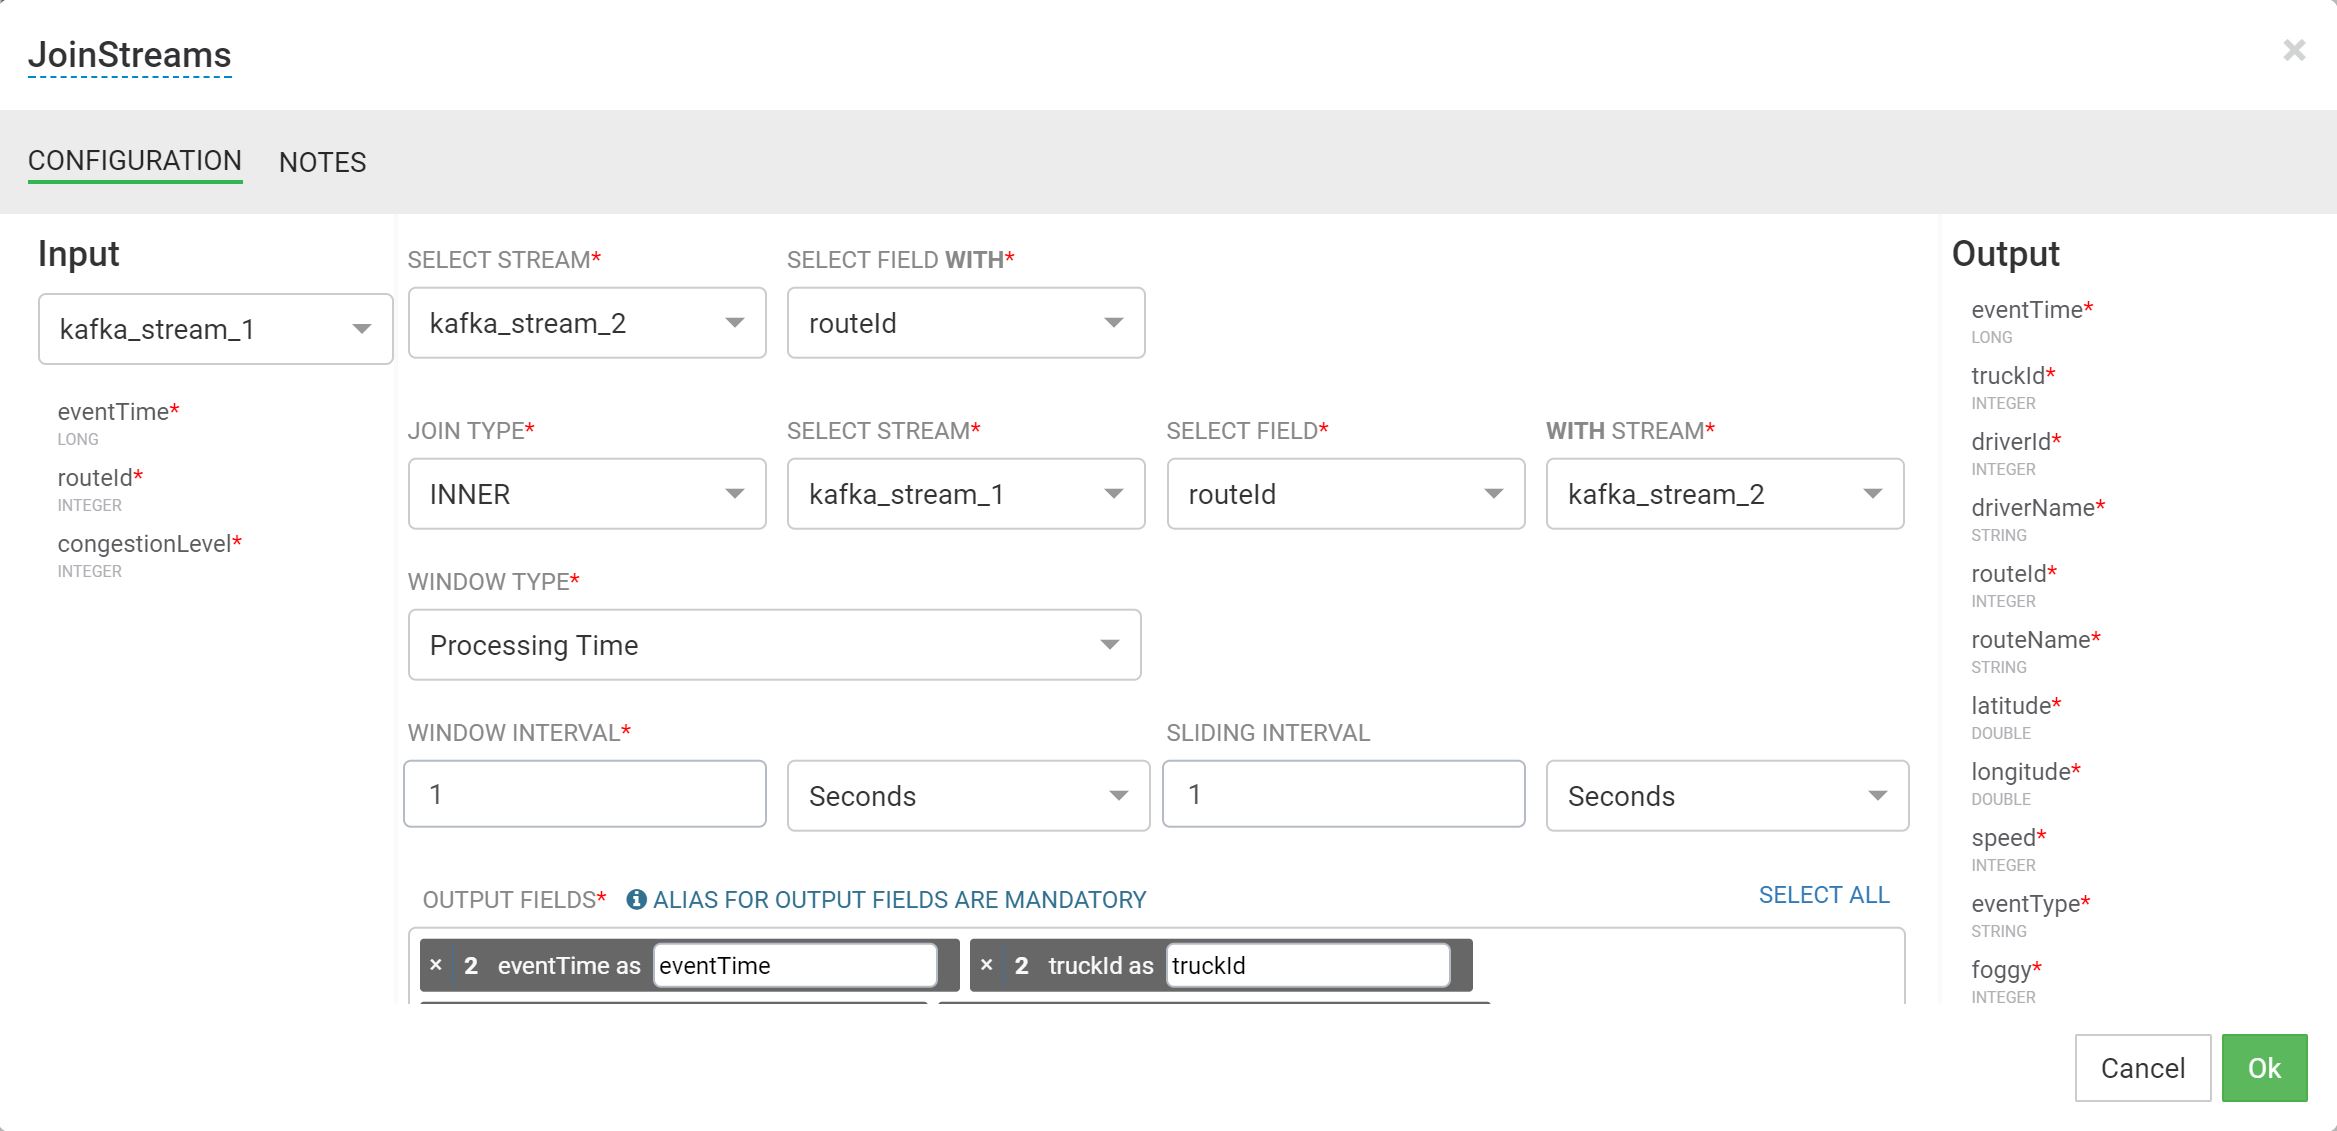 JoinStreams
×
CONFIGURATION NOTES
Input
kafka_stream_1
eventTime*
LONG
routeId*
INTEGER
congestionLevel*
INTEGER
SELECT STREAM* SELECT FIELD WITH*
kafka_stream_2 routeId
JOIN TYPE* SELECT STREAM* SELECT FIELD* WITH STREAM*
INNER kafka_stream_1 routeId kafka_stream_2
WINDOW TYPE*
Processing Time
WINDOW INTERVAL* SLIDING INTERVAL
1 Seconds 1 Seconds
OUTPUT FIELDS* ALIAS FOR OUTPUT FIELDS ARE MANDATORY SELECT ALL
× 2 eventTime as eventTime × 2 truckId as truckId
Output
eventTime*
LONG
truckId*
INTEGER
driverId*
INTEGER
driverName*
STRING
routeId*
INTEGER
routeName*
STRING
latitude*
DOUBLE
longitude*
DOUBLE
speed*
INTEGER
eventType*
STRING
foggy*
INTEGER
Cancel Ok